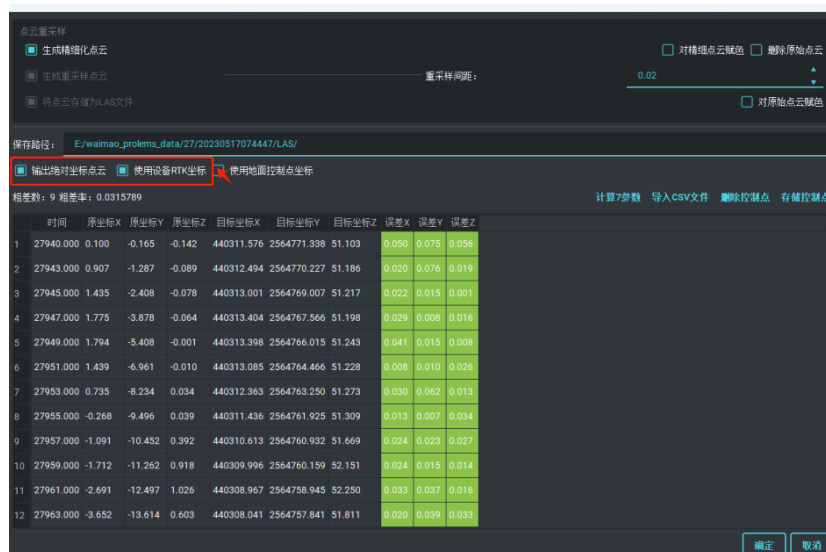 点云重采样
生成精细化点云 对精细点云赋色 删除原始点云
生成重采样点云 重采样间距： 0.02
将点云存储为LAS文件 对原始点云赋色
保存路径： E:/waimao_prolems_data/27/20230517074447/LAS/
输出绝对坐标点云 使用设备RTK坐标 使用地面控制点坐标
粗差数：9 粗差率：0.0315789 计算7参数 导入CSV文件 删除控制点 存储控制点
时间 原坐标X 原坐标Y 原坐标Z 目标坐标X 目标坐标Y 目标坐标Z 误差X 误差Y 误差Z
1 27940.000 0.100 -0.165 -0.142 440311.576 2564771.338 51.103 0.050 0.075 0.056
2 27943.000 0.907 -1.287 -0.089 440312.494 2564770.227 51.186 0.020 0.076 0.019
3 27945.000 1.435 -2.408 -0.078 440313.001 2564769.007 51.217 0.022 0.015 0.001
4 27947.000 1.775 -3.878 -0.064 440313.404 2564767.566 51.198 0.029 0.008 0.016
5 27949.000 1.794 -5.408 -0.001 440313.398 2564766.015 51.243 0.041 0.015 0.008
6 27951.000 1.439 -6.961 -0.010 440313.085 2564764.466 51.228 0.008 0.010 0.026
7 27953.000 0.735 -8.234 0.034 440312.363 2564763.250 51.273 0.030 0.062 0.013
8 27955.000 -0.268 -9.496 0.039 440311.436 2564761.925 51.309 0.013 0.007 0.034
9 27957.000 -1.091 -10.452 0.392 440310.613 2564760.932 51.669 0.024 0.023 0.027
10 27959.000 -1.712 -11.262 0.918 440309.996 2564760.159 52.151 0.024 0.015 0.014
11 27961.000 -2.691 -12.497 1.026 440308.967 2564758.945 52.250 0.033 0.037 0.016
12 27963.000 -3.652 -13.614 0.603 440308.041 2564757.841 51.811 0.020 0.039 0.033
确定 取消